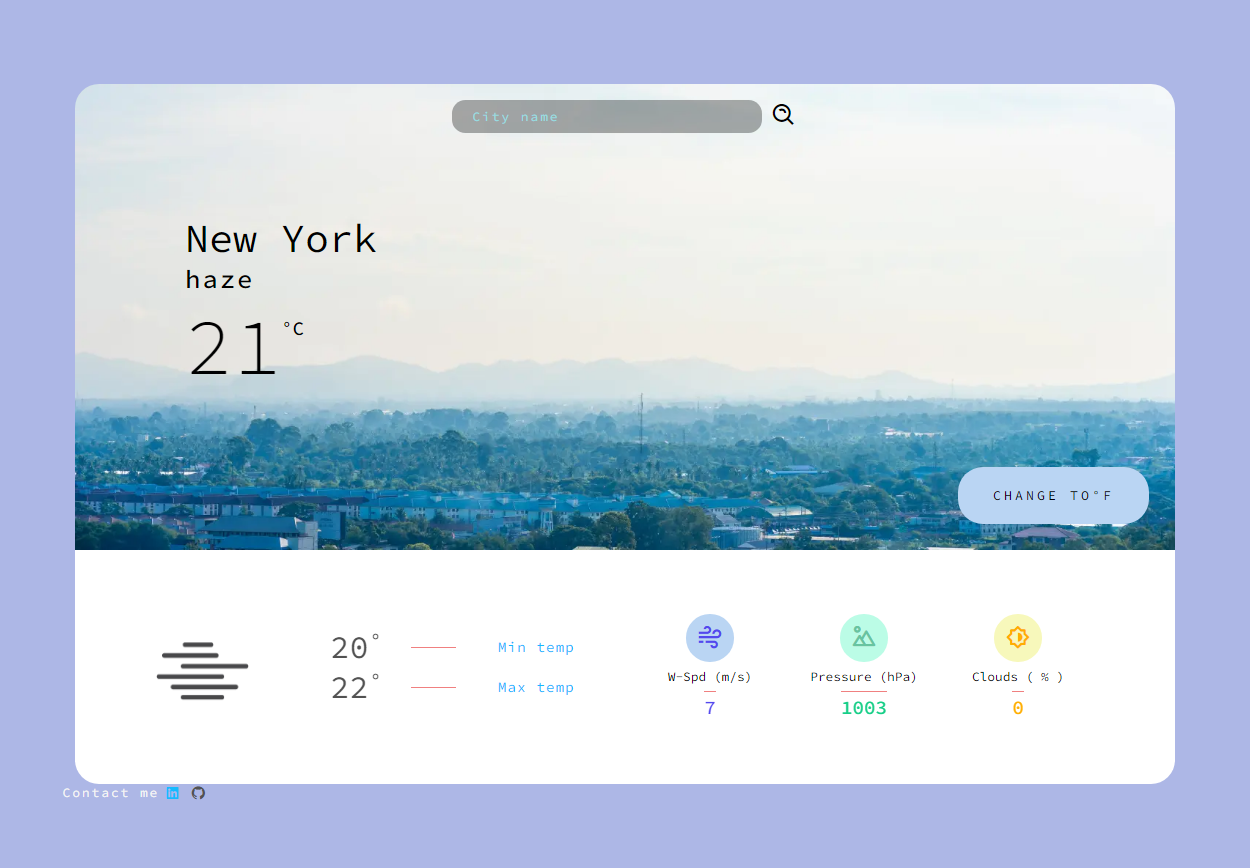 City name
New York
haze
21 °C
CHANGE TO°F
20° Min temp
22° Max temp
W-Spd (m/s)
7
Pressure (hPa)
1003
Clouds ( % )
0
Contact me in